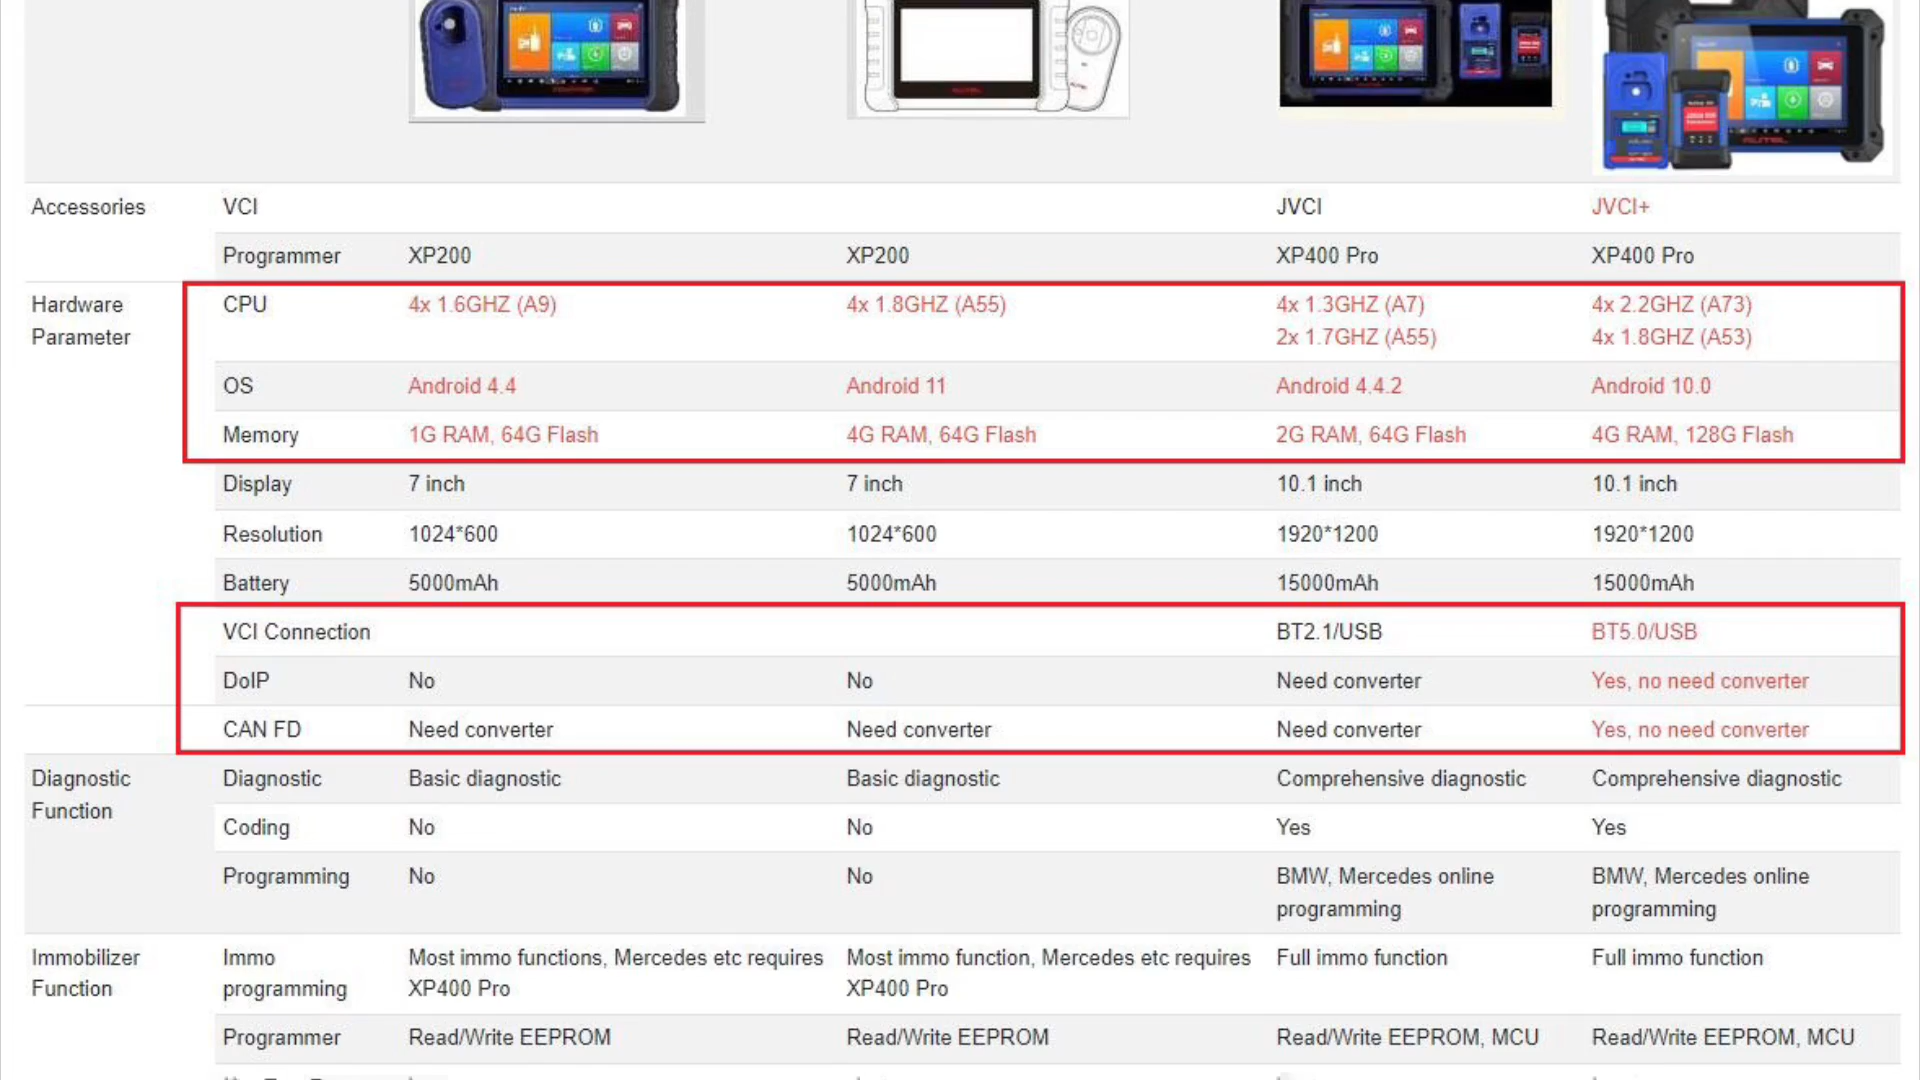 AUTEL
Accessories VCI JVCI JVCI+
Programmer XP200 XP200 XP400 Pro XP400 Pro
Hardware CPU 4x 1.6GHZ (A9) 4x 1.8GHZ (A55) 4x 1.3GHZ (A7) 4x 2.2GHZ (A73)
Parameter 2x 1.7GHZ (A55) 4x 1.8GHZ (A53)
OS Android 4.4 Android 11 Android 4.4.2 Android 10.0
Memory 1G RAM, 64G Flash 4G RAM, 64G Flash 2G RAM, 64G Flash 4G RAM, 128G Flash
Display 7 inch 7 inch 10.1 inch 10.1 inch
Resolution 1024*600 1024*600 1920*1200 1920*1200
Battery 5000mAh 5000mAh 15000mAh 15000mAh
VCI Connection BT2.1/USB BT5.0/USB
DoIP No No Need converter Yes, no need converter
CAN FD Need converter Need converter Need converter Yes, no need converter
Diagnostic Diagnostic Basic diagnostic Basic diagnostic Comprehensive diagnostic Comprehensive diagnostic
Function
Coding No No Yes Yes
Programming No No BMW, Mercedes online BMW, Mercedes online
programming programming
Immobilizer Immo Most immo functions, Mercedes etc requires Most immo function, Mercedes etc requires Full immo function Full immo function
Function programming XP400 Pro XP400 Pro
Programmer Read/Write EEPROM Read/Write EEPROM Read/Write EEPROM, MCU Read/Write EEPROM, MCU